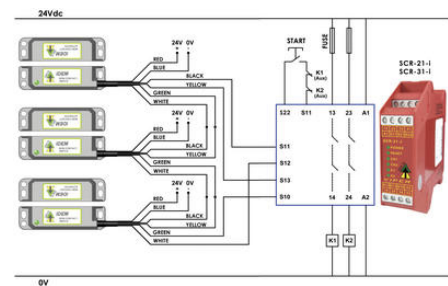 24Vdc
24V 0V
+ -
RED
BLUE
BLACK
YELLOW
GREEN
WHITE
24V 0V
+ -
RED
BLUE
BLACK
YELLOW
GREEN
WHITE
24V 0V
+ -
RED
BLUE
BLACK
YELLOW
GREEN
WHITE
START
FUSE
K1
(Aux)
K2
(Aux)
S22 S11 13 23 A1
S11
S12
S13
S10
14 24 A2
K1 K2
SCR-21-i
SCR-31-i
SCR-21-i
0V